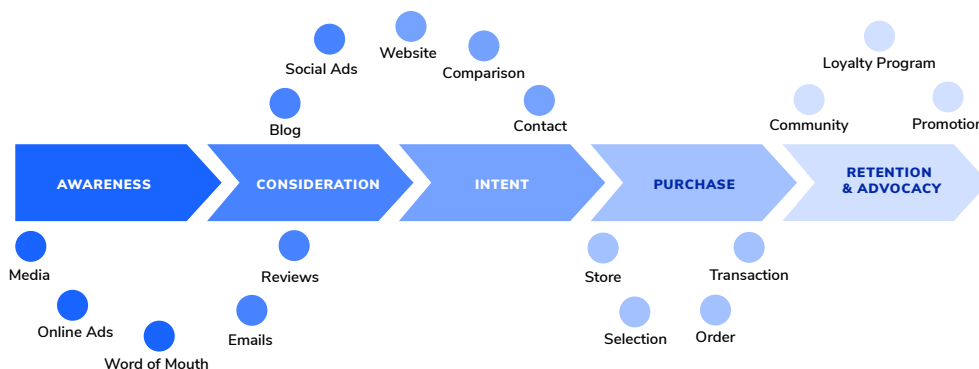 Website
Social Ads
Comparison
Loyalty Program
Blog
Contact
Community
Promotion
AWARENESS
CONSIDERATION
INTENT
PURCHASE
RETENTION
& ADVOCACY
Media
Reviews
Store
Transaction
Online Ads
Emails
Selection
Order
Word of Mouth